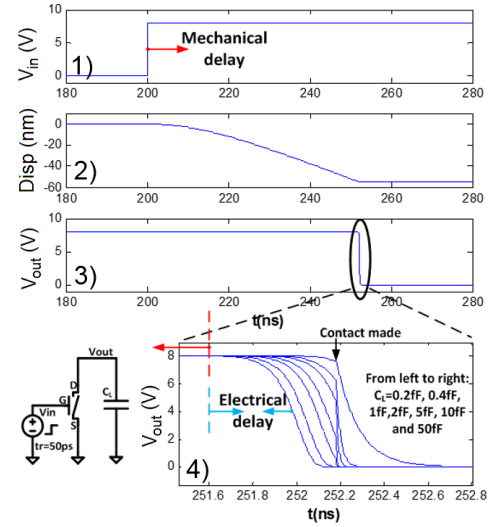 10
5
0
V_in (V)
1)
Mechanical
delay
180 200 220 240 260 280
0
-20
-40
-60
Disp (nm)
2)
180 200 220 240 260 280
10
5
0
V_out (V)
3)
180 200 220 240 260 280
t(ns)
Contact made
8
6
4
2
0
V_out (V)
4)
Electrical
delay
From left to right:
C_L=0.2fF, 0.4fF,
1fF,2fF, 5fF, 10fF
and 50fF
251.6 251.8 252 252.2 252.4 252.6 252.8
t(ns)
Vout
D
G
S
C_L
Vin
tr=50ps